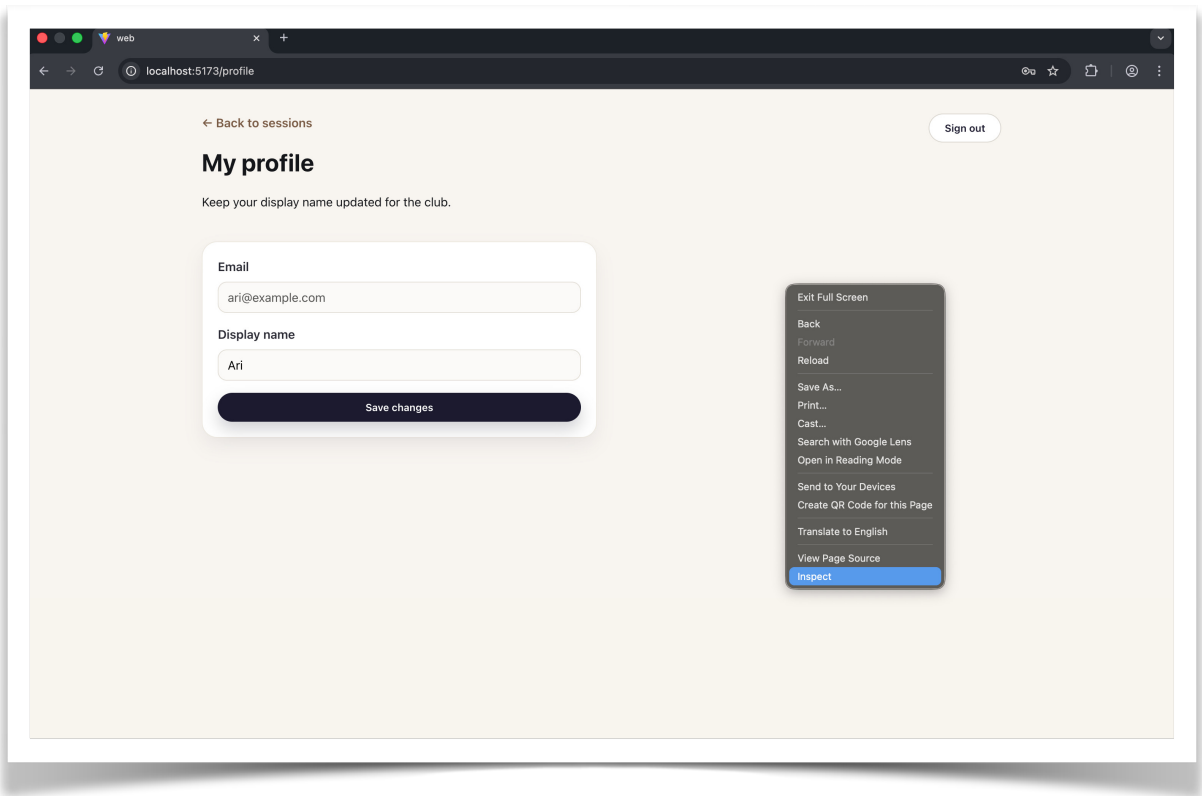 web
localhost:5173/profile
← Back to sessions
Sign out
My profile
Keep your display name updated for the club.
Email
ari@example.com
Display name
Ari
Save changes
Exit Full Screen
Back
Forward
Reload
Save As...
Print...
Cast...
Search with Google Lens
Open in Reading Mode
Send to Your Devices
Create QR Code for this Page
Translate to English
View Page Source
Inspect